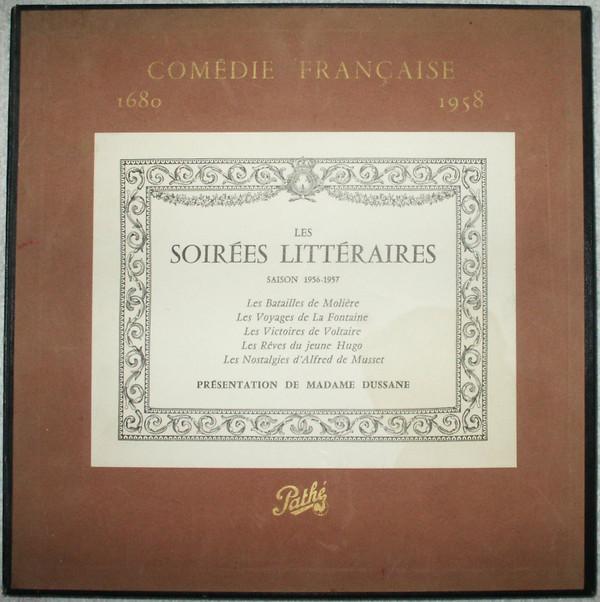 COMÉDIE FRANÇAISE
1680 1958
LES
SOIRÉES LITTÉRAIRES
SAISON 1956-1957
Les Batailles de Molière
Les Voyages de La Fontaine
Les Victoires de Voltaire
Les Rêves du jeune Hugo
Les Nostalgies d'Alfred de Musset
PRÉSENTATION DE MADAME DUSSANE
Pathé